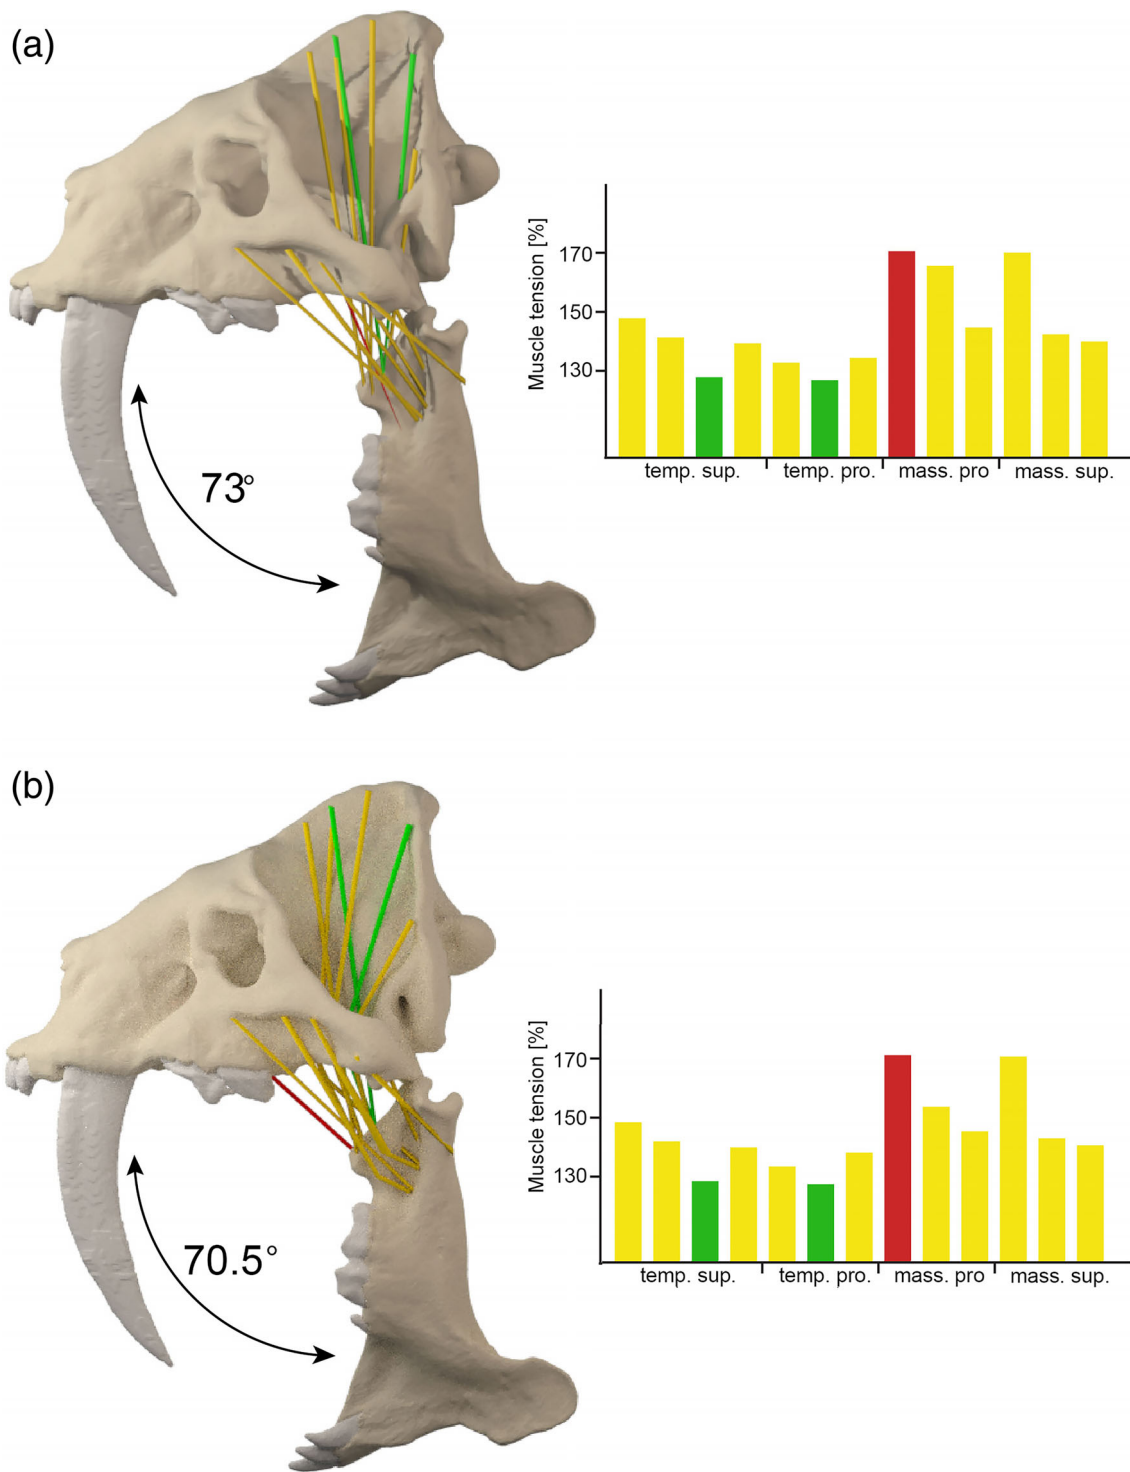 (a)
73°
Muscle tension [%]
170
150
130
temp. sup.
temp. pro.
mass. pro
mass. sup.
(b)
70.5°
Muscle tension [%]
170
150
130
temp. sup.
temp. pro.
mass. pro
mass. sup.